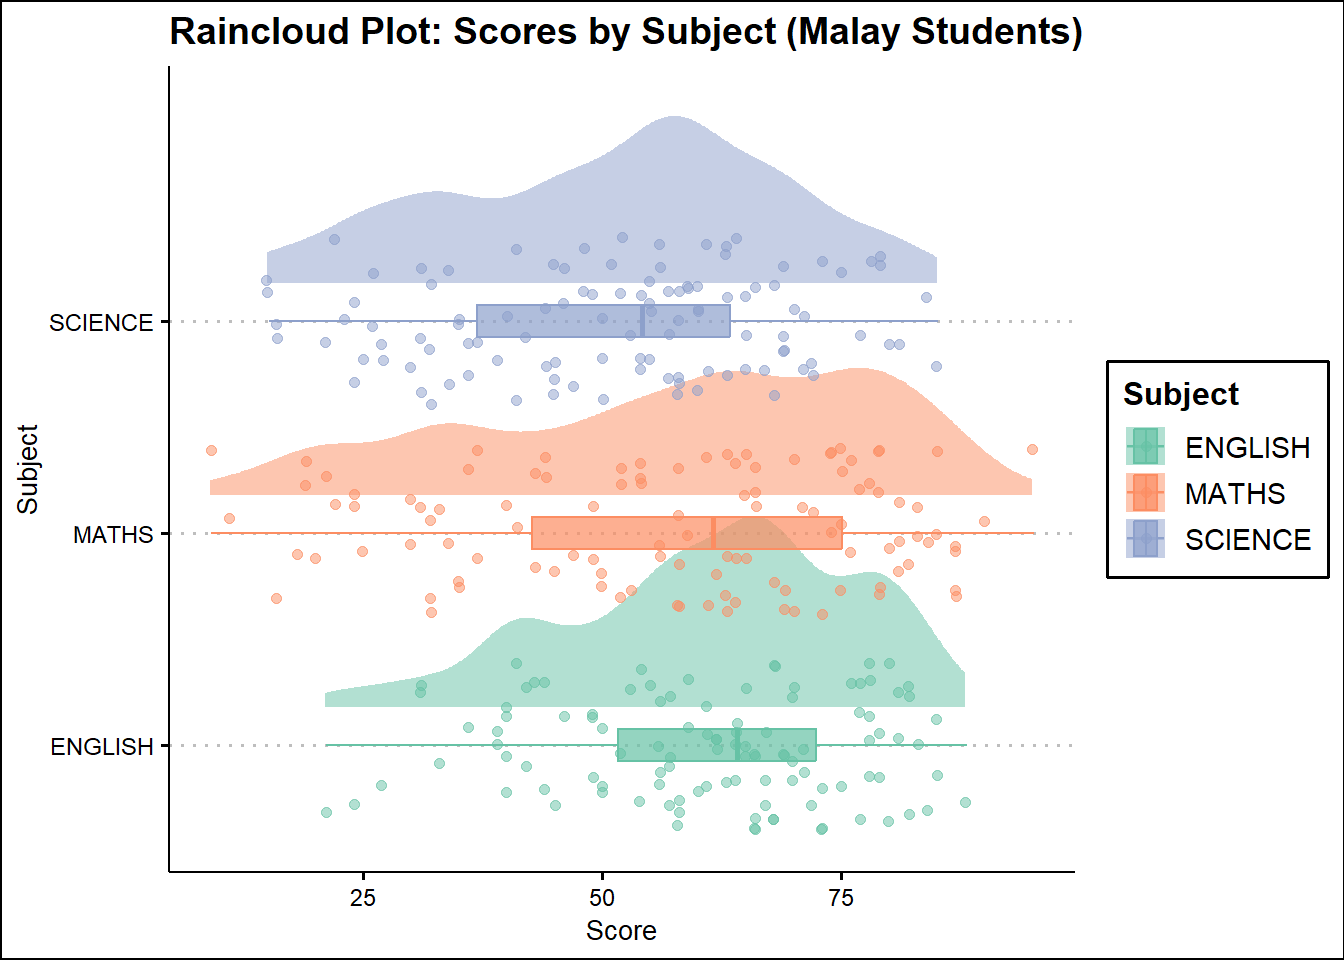 Raincloud Plot: Scores by Subject (Malay Students)
Subject
SCIENCE
MATHS
ENGLISH
25 50 75
Score
Subject
ENGLISH
MATHS
SCIENCE